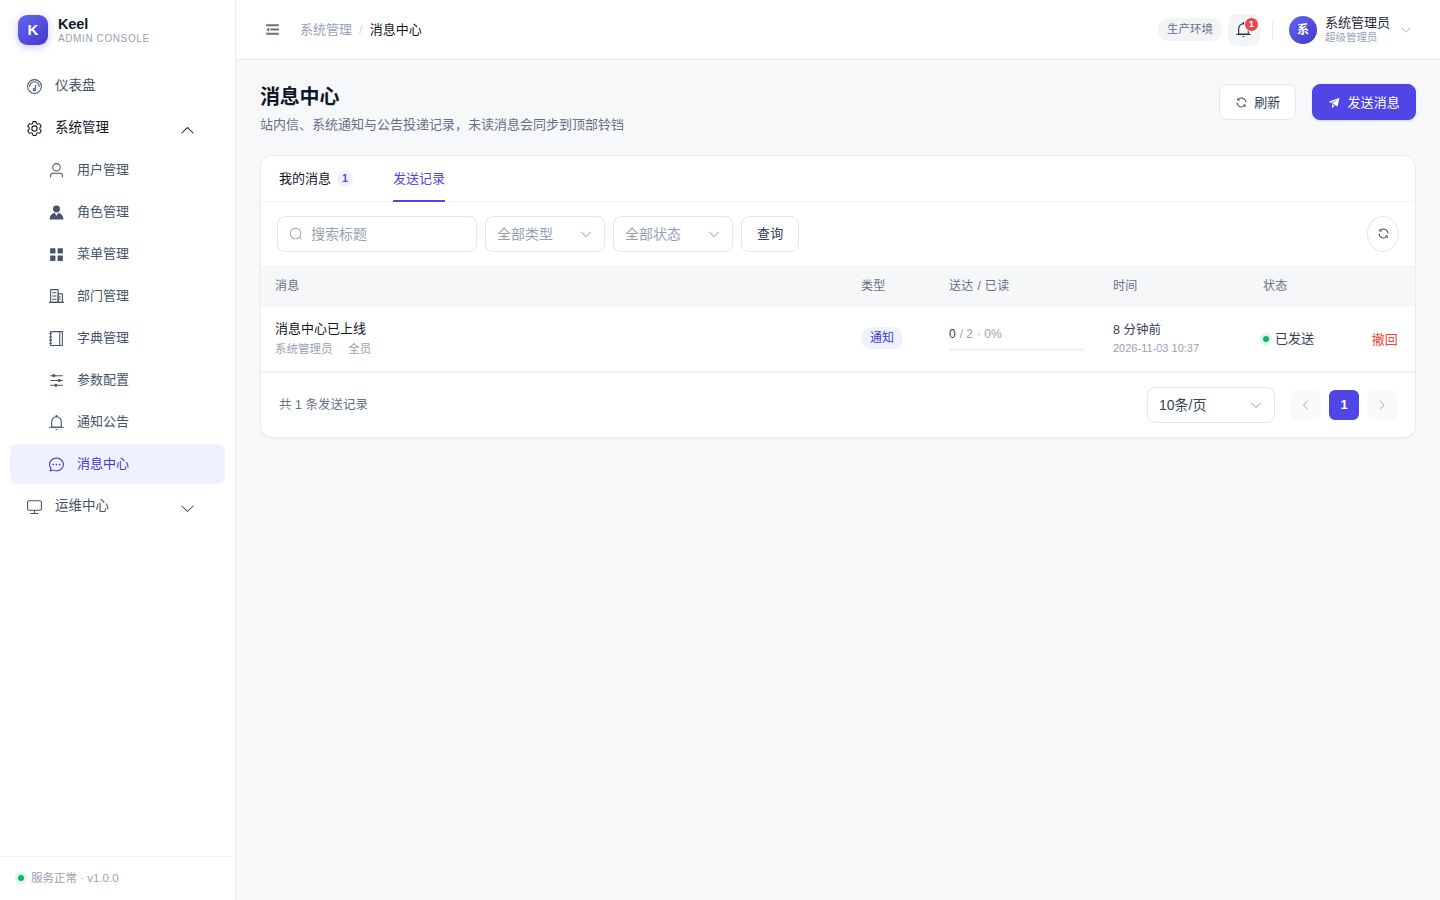 K
Keel
ADMIN CONSOLE
仪表盘
系统管理
用户管理
角色管理
菜单管理
部门管理
字典管理
参数配置
通知公告
消息中心
运维中心
服务正常 · v1.0.0
系统管理 / 消息中心
生产环境
1
系
系统管理员
超级管理员
消息中心
站内信、系统通知与公告投递记录，未读消息会同步到顶部铃铛
刷新
发送消息
我的消息 1
发送记录
搜索标题
全部类型
全部状态
查询
消息 类型 送达 / 已读 时间 状态
消息中心已上线
系统管理员 · 全员
通知
0 / 2 · 0%
8 分钟前
2026-11-03 10:37
已发送
撤回
共 1 条发送记录
10条/页
1